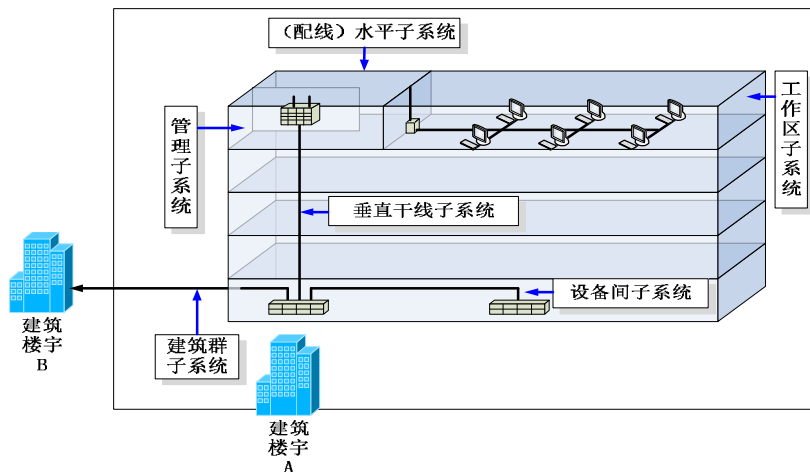 （配线）水平子系统
工作区子系统
管理子系统
垂直干线子系统
设备间子系统
建筑群
子系统
建筑
楼宇
B
建筑
楼宇
A